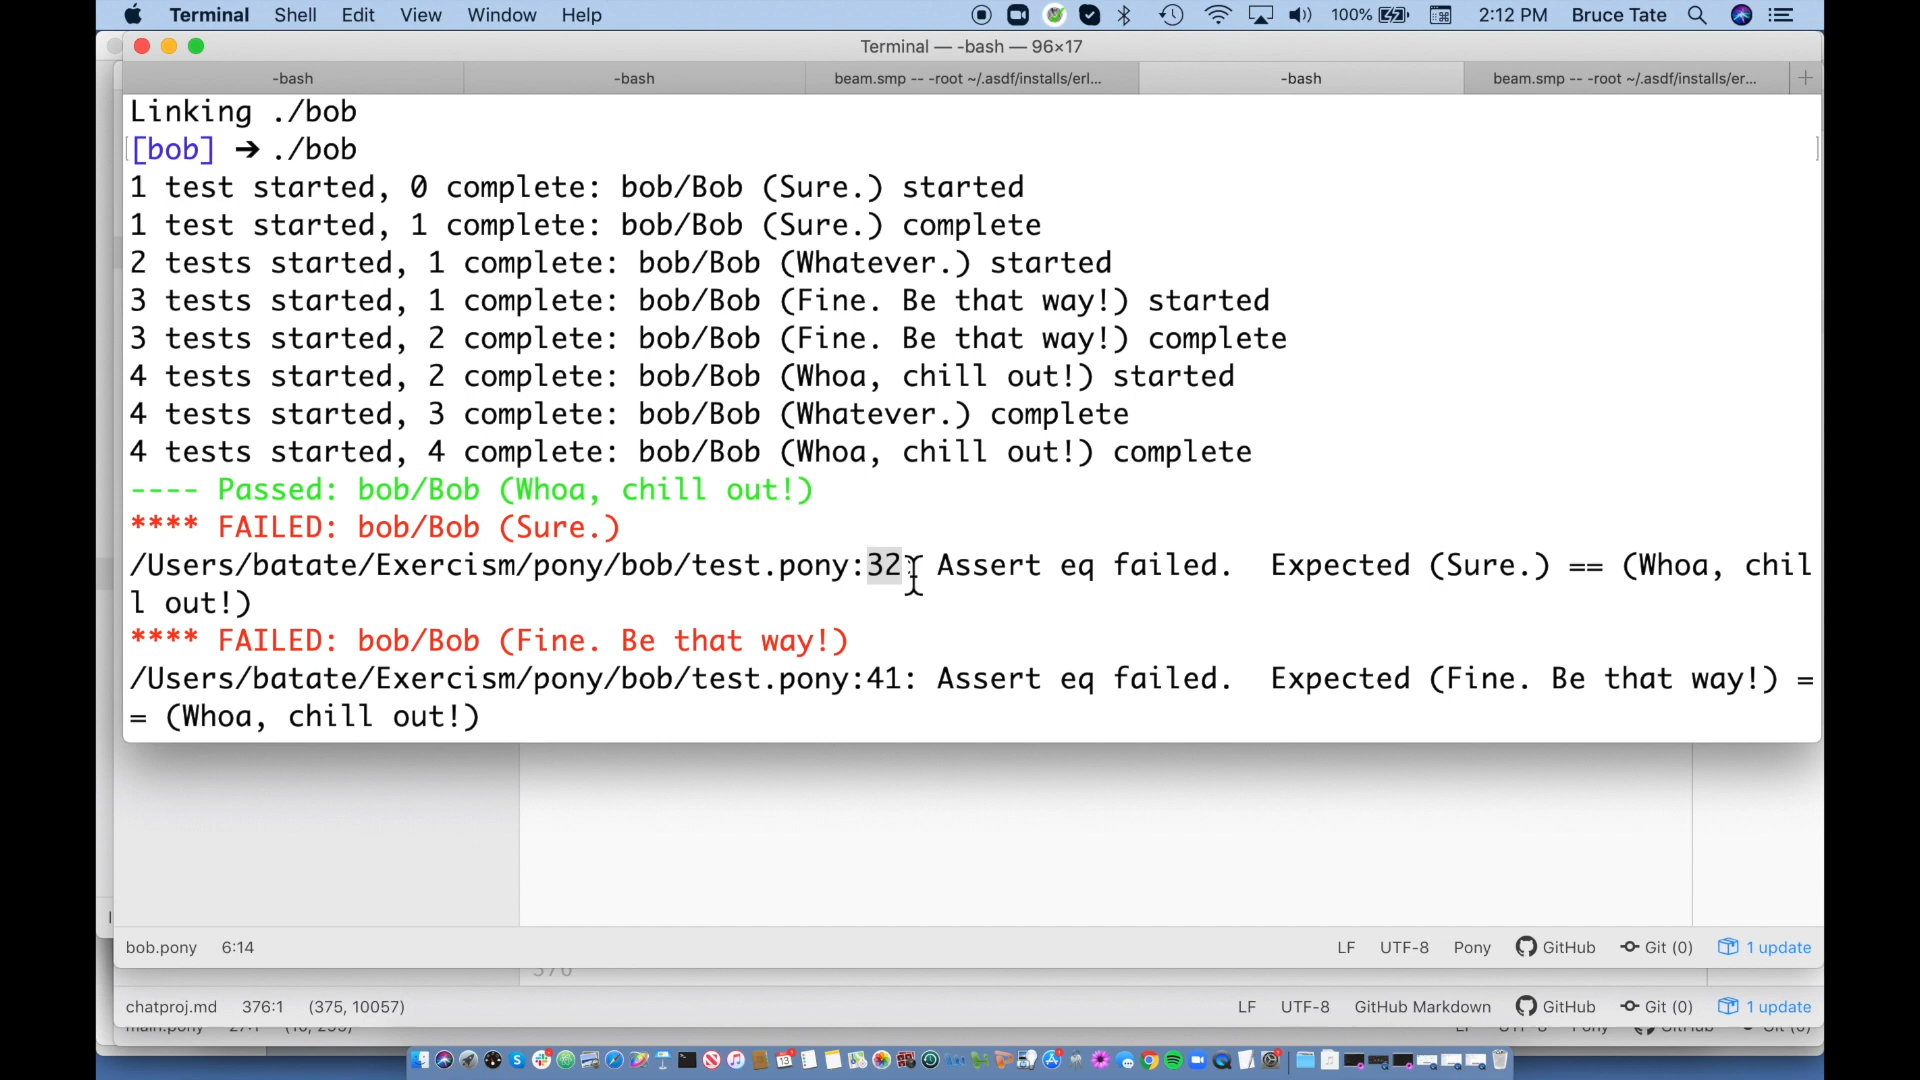 Terminal Shell Edit View Window Help 100% 2:12 PM Bruce Tate
Terminal — -bash — 96×17
-bash -bash beam.smp -- -root ~/.asdf/installs/erl... -bash beam.smp -- -root ~/.asdf/installs/er... +
Linking ./bob
[bob] ➔ ./bob
1 test started, 0 complete: bob/Bob (Sure.) started
1 test started, 1 complete: bob/Bob (Sure.) complete
2 tests started, 1 complete: bob/Bob (Whatever.) started
3 tests started, 1 complete: bob/Bob (Fine. Be that way!) started
3 tests started, 2 complete: bob/Bob (Fine. Be that way!) complete
4 tests started, 2 complete: bob/Bob (Whoa, chill out!) started
4 tests started, 3 complete: bob/Bob (Whatever.) complete
4 tests started, 4 complete: bob/Bob (Whoa, chill out!) complete
---- Passed: bob/Bob (Whoa, chill out!)
**** FAILED: bob/Bob (Sure.)
/Users/batate/Exercism/pony/bob/test.pony:32: Assert eq failed.  Expected (Sure.) == (Whoa, chil
l out!)
**** FAILED: bob/Bob (Fine. Be that way!)
/Users/batate/Exercism/pony/bob/test.pony:41: Assert eq failed.  Expected (Fine. Be that way!) =
= (Whoa, chill out!)
bob.pony 6:14 LF UTF-8 Pony GitHub Git (0) 1 update
376
chatproj.md 376:1 (375, 10057) LF UTF-8 GitHub Markdown GitHub Git (0) 1 update
main.pony